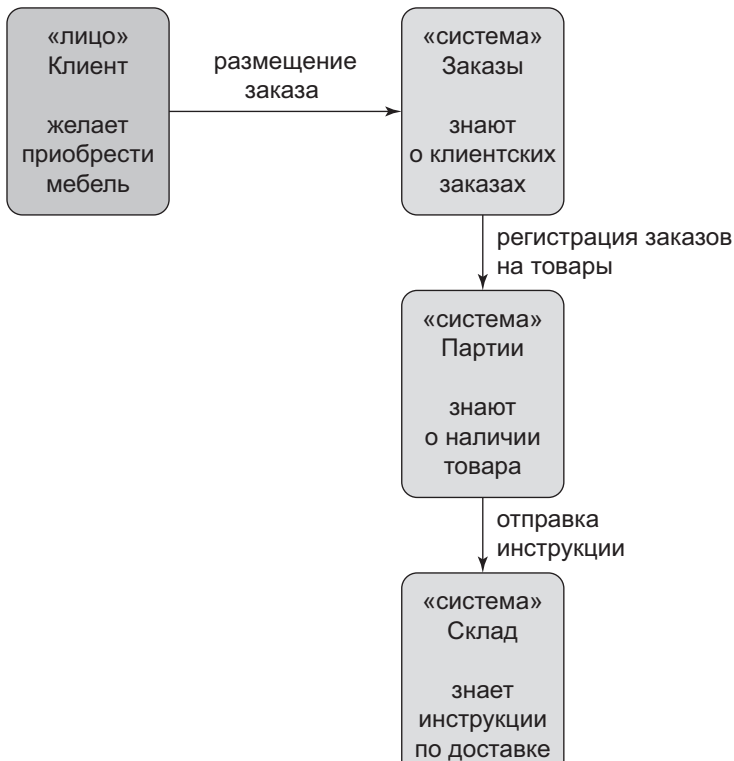 «лицо»
Клиент
желает
приобрести
мебель
размещение
заказа
«система»
Заказы
знают
о клиентских
заказах
регистрация заказов
на товары
«система»
Партии
знают
о наличии
товара
отправка
инструкции
«система»
Склад
знает
инструкции
по доставке